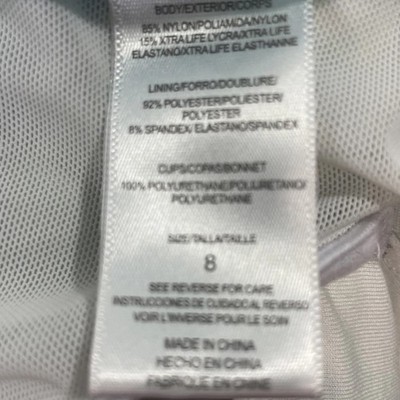 BODY/EXTERIOR/CORPS
85% NYLON/POLIAMIDA/NYLON
15% XTRA LIFE LYCRA/XTRA LIFE
ELASTANO/XTRA LIFE ELASTHANNE
LINING/FORRO/DOUBLURE/
92% POLYESTER/POLIESTER/
POLYESTER
8% SPANDEX/ELASTANO/SPANDEX
CUPS/COPAS/BONNET
100% POLYURETHANE/POLIURETANO/
POLYURETHANE
SIZE/TALLA/TAILLE
8
SEE REVERSE FOR CARE
INSTRUCCIONES DE CUIDADO AL REVERSO
VOIR L'INVERSE POUR LE SOIN
MADE IN CHINA
HECHO EN CHINA
FABRIQUE EN CHINE